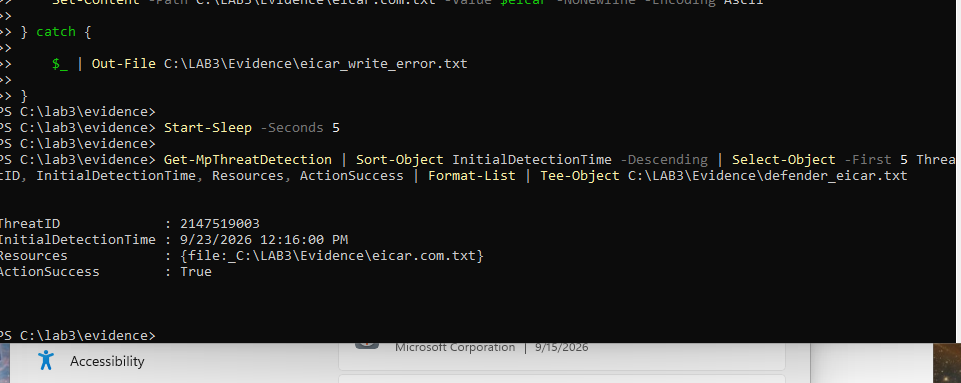 >>     Set-Content -Path C:\LAB3\Evidence\eicar.com.txt -Value $eicar -NoNewline -Encoding Ascii
>>
>> } catch {
>>
>>     $_ | Out-File C:\LAB3\Evidence\eicar_write_error.txt
>>
>> }
PS C:\lab3\evidence>
PS C:\lab3\evidence> Start-Sleep -Seconds 5
PS C:\lab3\evidence>
PS C:\lab3\evidence> Get-MpThreatDetection | Sort-Object InitialDetectionTime -Descending | Select-Object -First 5 Threa
tID, InitialDetectionTime, Resources, ActionSuccess | Format-List | Tee-Object C:\LAB3\Evidence\defender_eicar.txt
ThreatID             : 2147519003
InitialDetectionTime : 9/23/2026 12:16:00 PM
Resources            : {file:_C:\LAB3\Evidence\eicar.com.txt}
ActionSuccess        : True
PS C:\lab3\evidence>
Microsoft Corporation | 9/15/2026
Accessibility